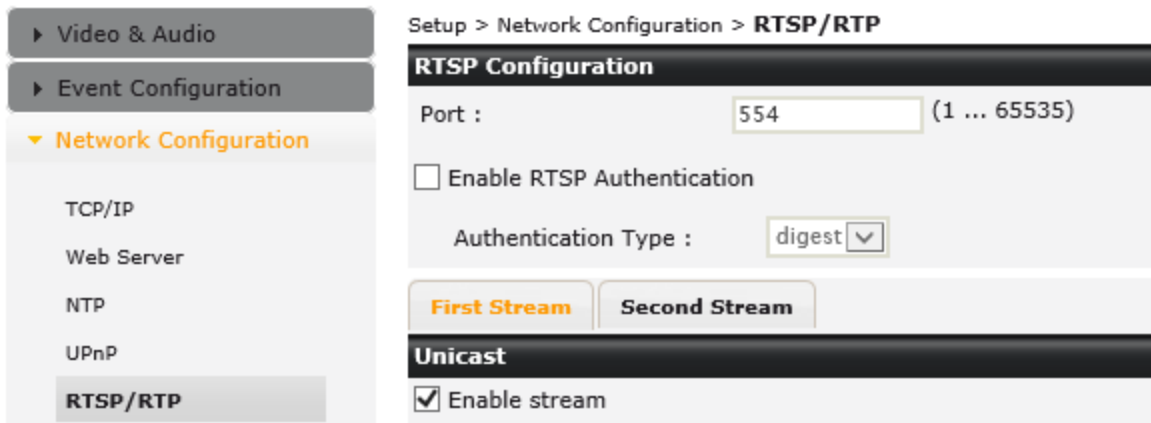 Video & Audio
Event Configuration
Network Configuration
TCP/IP
Web Server
NTP
UPnP
RTSP/RTP
Setup > Network Configuration > RTSP/RTP
RTSP Configuration
Port : 554 (1 ... 65535)
Enable RTSP Authentication
Authentication Type : digest
First Stream Second Stream
Unicast
Enable stream